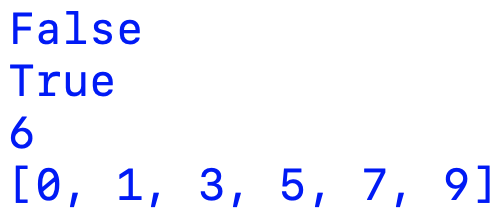 False
True
6
[0, 1, 3, 5, 7, 9]